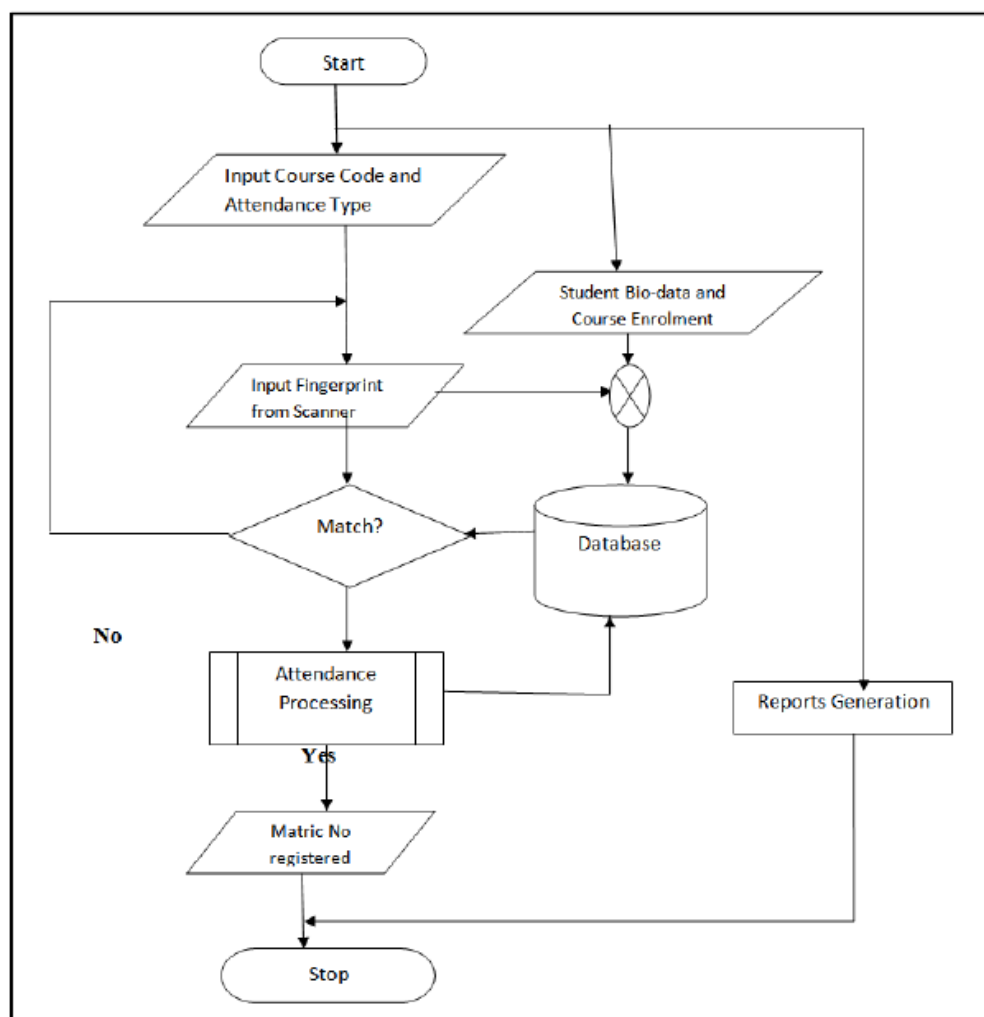 Start
Input Course Code and
Attendance Type
Student Bio-data and
Course Enrolment
Input Fingerprint
from Scanner
Match?
Database
No
Attendance
Processing
Reports Generation
Yes
Matric No
registered
Stop